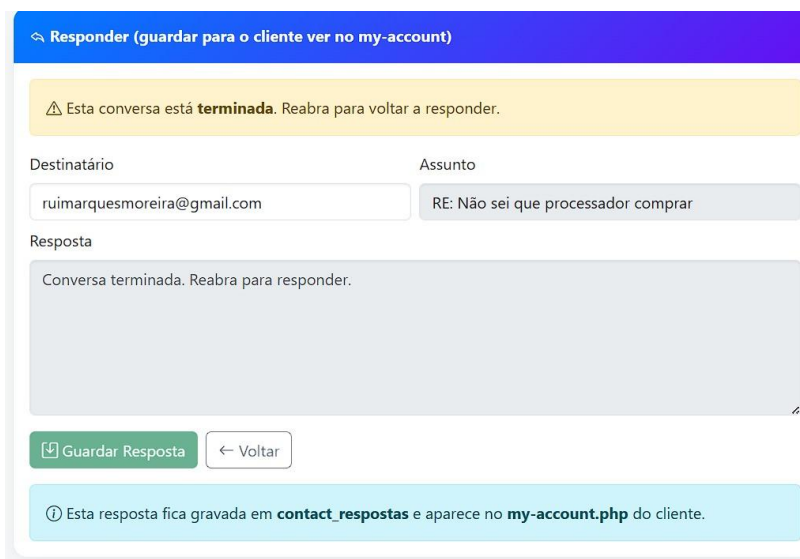 Responder (guardar para o cliente ver no my-account)
Esta conversa está terminada. Reabra para voltar a responder.
Destinatário
Assunto
ruimarquesmoreira@gmail.com
RE: Não sei que processador comprar
Resposta
Conversa terminada. Reabra para responder.
Guardar Resposta
← Voltar
Esta resposta fica gravada em contact_respostas e aparece no my-account.php do cliente.